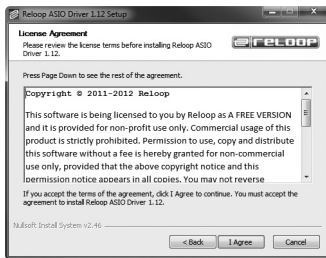 Reloop ASIO Driver 1.12 Setup
License Agreement
Please review the license terms before installing Reloop ASIO
Driver 1.12.
reloop
Press Page Down to see the rest of the agreement.
Copyright © 2011-2012 Reloop
This software is being licensed to you by Reloop as A FREE VERSION
and it is provided for non-profit use only. Commercial usage of this
product is strictly prohibited. Permission to use, copy and distribute
this software without a fee is hereby granted for non-commercial
use only, provided that the above copyright notice and this
permission notice appears in all copies. You may not reverse
If you accept the terms of the agreement, click I Agree to continue. You must accept the
agreement to install Reloop ASIO Driver 1.12.
Nullsoft Install System v2.46
< Back
I Agree
Cancel